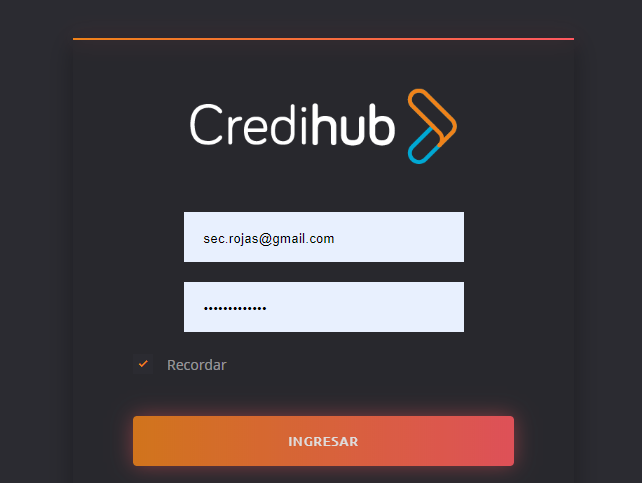 Credihub
sec.rojas@gmail.com
•••••••••••••
Recordar
INGRESAR